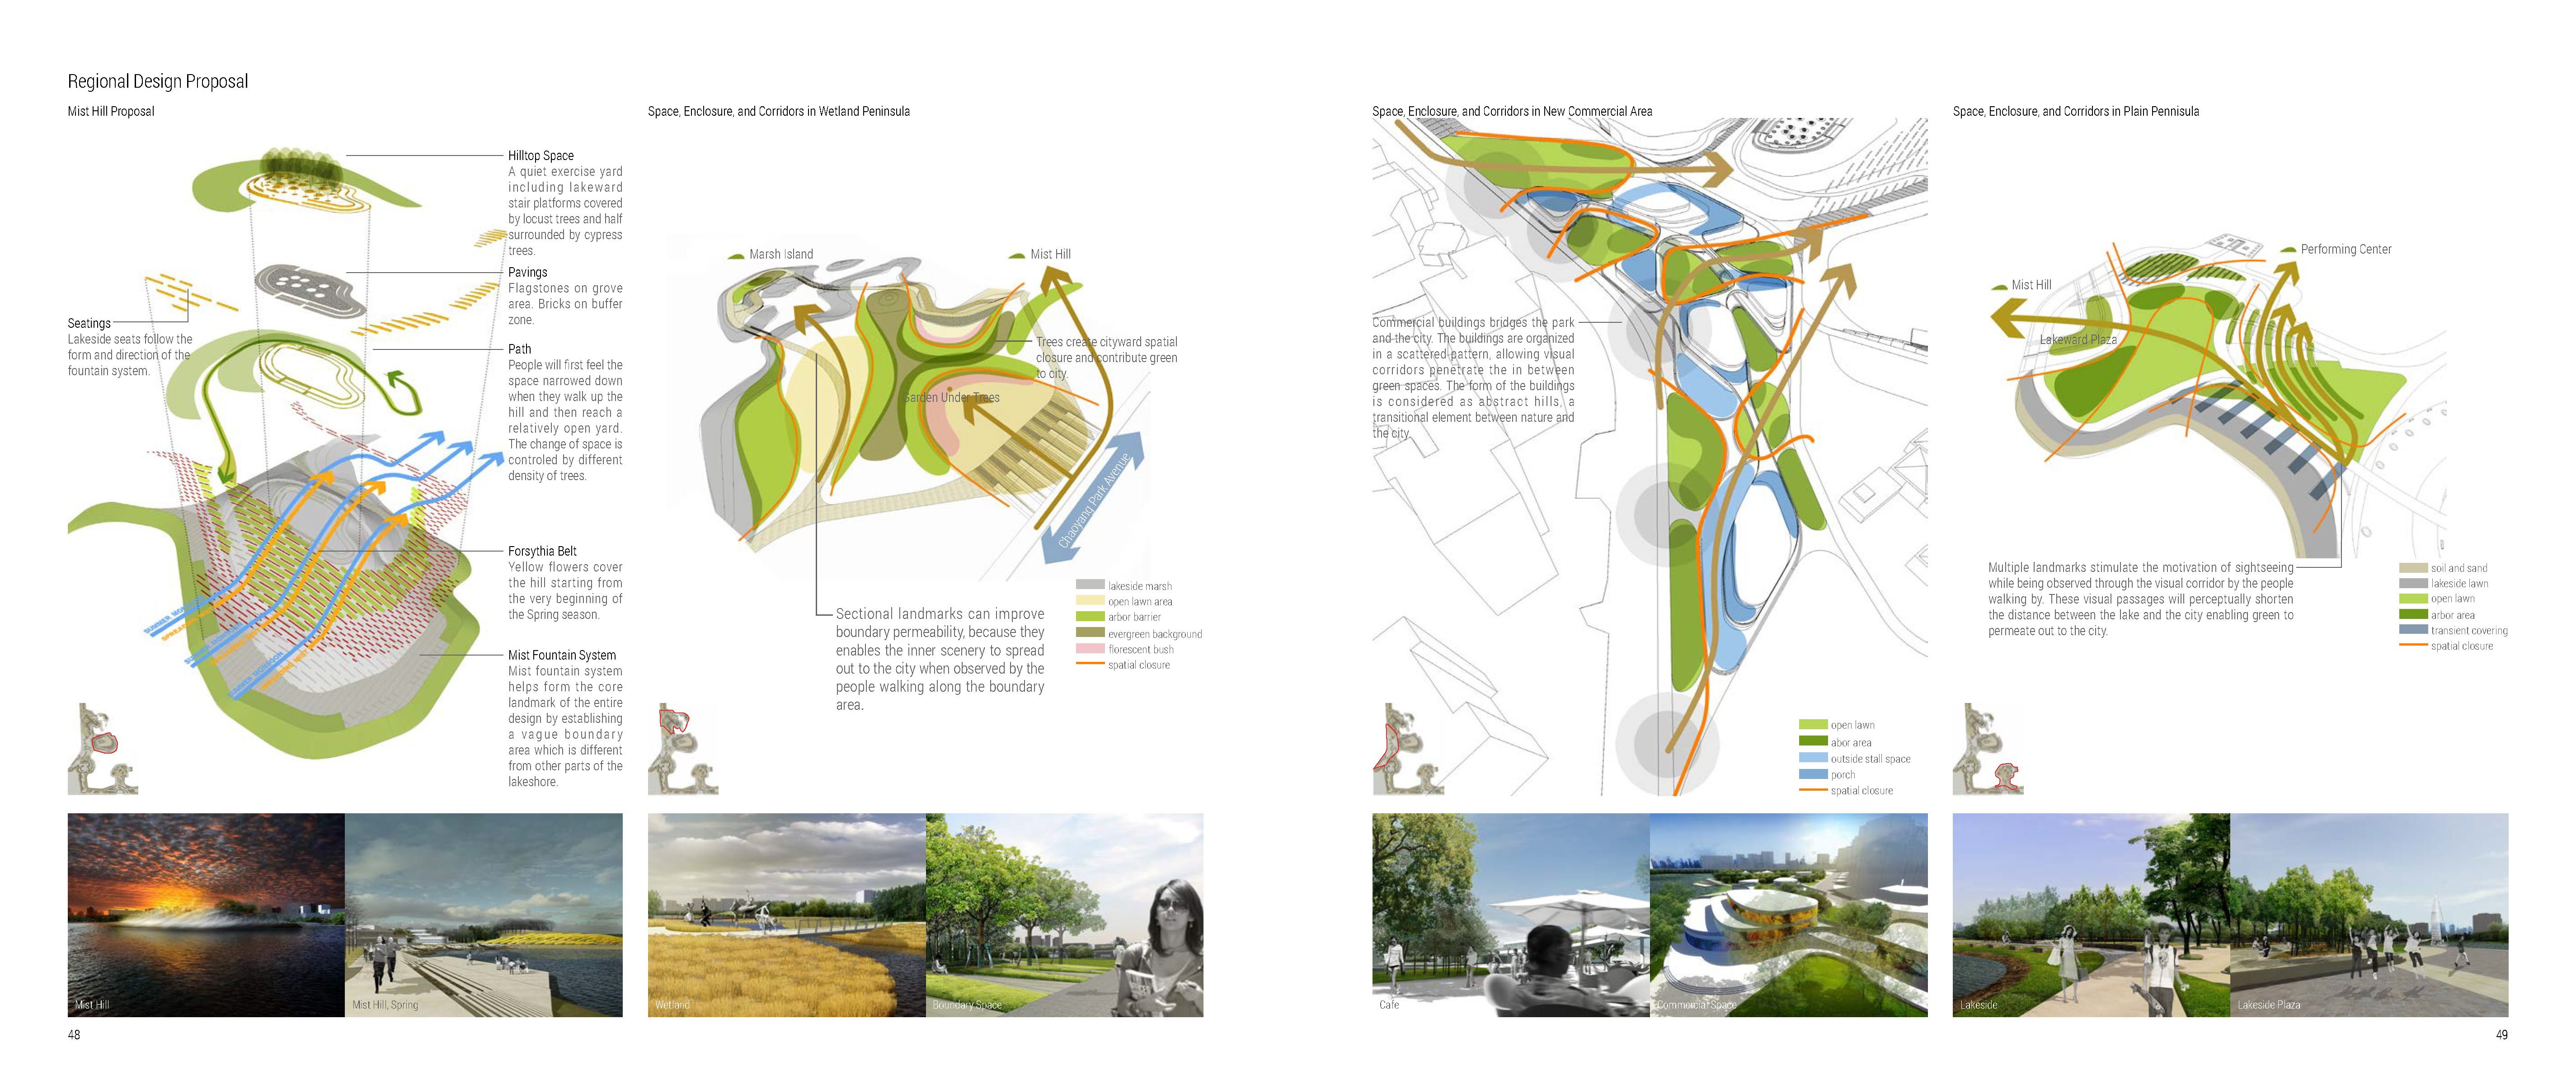 Regional Design Proposal
Mist Hill Proposal
Hilltop Space
A quiet exercise yard
including lakeward
stair platforms covered
by locust trees and half
surrounded by cypress
trees.
Pavings
Flagstones on grove
area. Bricks on buffer
zone.
Seatings
Lakeside seats follow the
form and direction of the
fountain system.
Path
People will first feel the
space narrowed down
when they walk up the
hill and then reach a
relatively open yard.
The change of space is
controled by different
density of trees.
Forsythia Belt
Yellow flowers cover
the hill starting from
the very beginning of
the Spring season.
Mist Fountain System
Mist fountain system
helps form the core
landmark of the entire
design by establishing
a vague boundary
area which is different
from other parts of the
lakeshore.
Mist Hill
Mist Hill, Spring
48
Space, Enclosure, and Corridors in Wetland Peninsula
Marsh Island
Mist Hill
Trees create cityward spatial
closure and contribute green
to city.
Garden Under Trees
Chaoyang Park Avenue
Sectional landmarks can improve
boundary permeability, because they
enables the inner scenery to spread
out to the city when observed by the
people walking along the boundary
area.
lakeside marsh
open lawn area
arbor barrier
evergreen background
florescent bush
spatial closure
Wetland
Boundary Space
Space, Enclosure, and Corridors in New Commercial Area
Commercial buildings bridges the park
and the city. The buildings are organized
in a scattered pattern, allowing visual
corridors penetrate the in between
green spaces. The form of the buildings
is considered as abstract hills, a
transitional element between nature and
the city.
open lawn
abor area
outside stall space
porch
spatial closure
Cafe
Commercial Space
Space, Enclosure, and Corridors in Plain Pennisula
Performing Center
Mist Hill
Lakeward Plaza
Multiple landmarks stimulate the motivation of sightseeing
while being observed through the visual corridor by the people
walking by. These visual passages will perceptually shorten
the distance between the lake and the city enabling green to
permeate out to the city.
soil and sand
lakeside lawn
open lawn
arbor area
transient covering
spatial closure
Lakeside
Lakeside Plaza
49